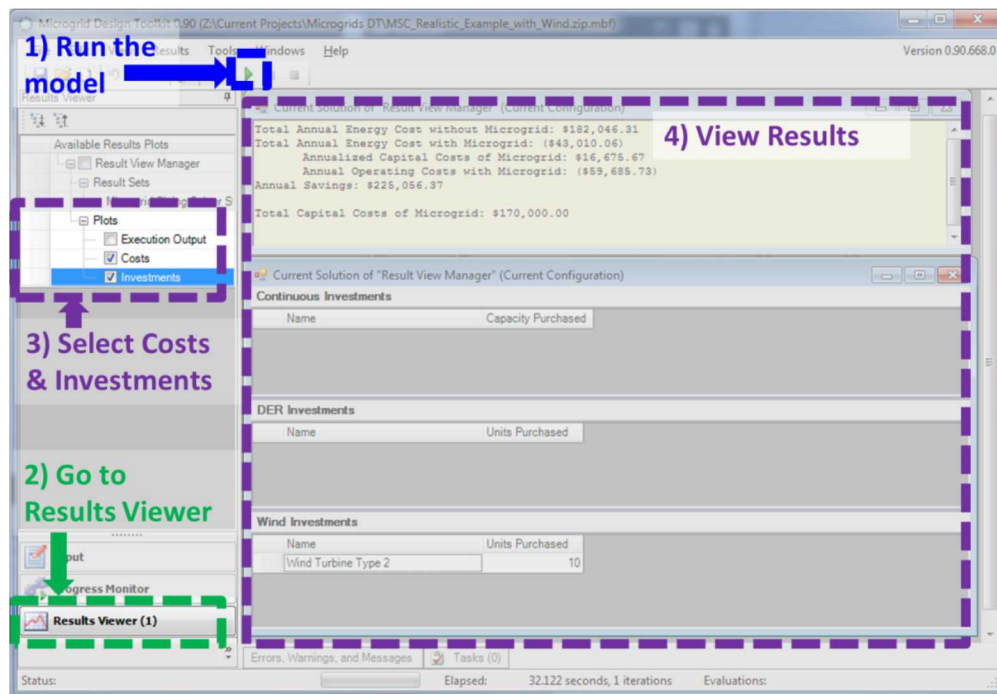 Microgrid Design Toolkit 0.90 (Z:\Current Projects\Microgrids DT\MSC_Realistic_Example_with_Wind.zip.mbf)
Results Tools Windows Help
Version 0.90.668.0
1) Run the
model
Results Viewer
Available Results Plots
Result View Manager
Result Sets
Plots
Execution Output
Costs
Investments
3) Select Costs
& Investments
2) Go to
Results Viewer
Input
Progress Monitor
Results Viewer (1)
Current Solution of "Result View Manager" (Current Configuration)
4) View Results
Total Annual Energy Cost without Microgrid: $182,046.31
Total Annual Energy Cost with Microgrid: ($43,010.06)
Annualized Capital Costs of Microgrid: $16,675.67
Annual Operating Costs with Microgrid: ($59,685.73)
Annual Savings: $225,056.37
Total Capital Costs of Microgrid: $170,000.00
Current Solution of "Result View Manager" (Current Configuration)
Continuous Investments
Name Capacity Purchased
DER Investments
Name Units Purchased
Wind Investments
Name Units Purchased
Wind Turbine Type 2 10
Errors, Warnings, and Messages Tasks (0)
Status: Elapsed: 32.122 seconds, 1 iterations Evaluations: